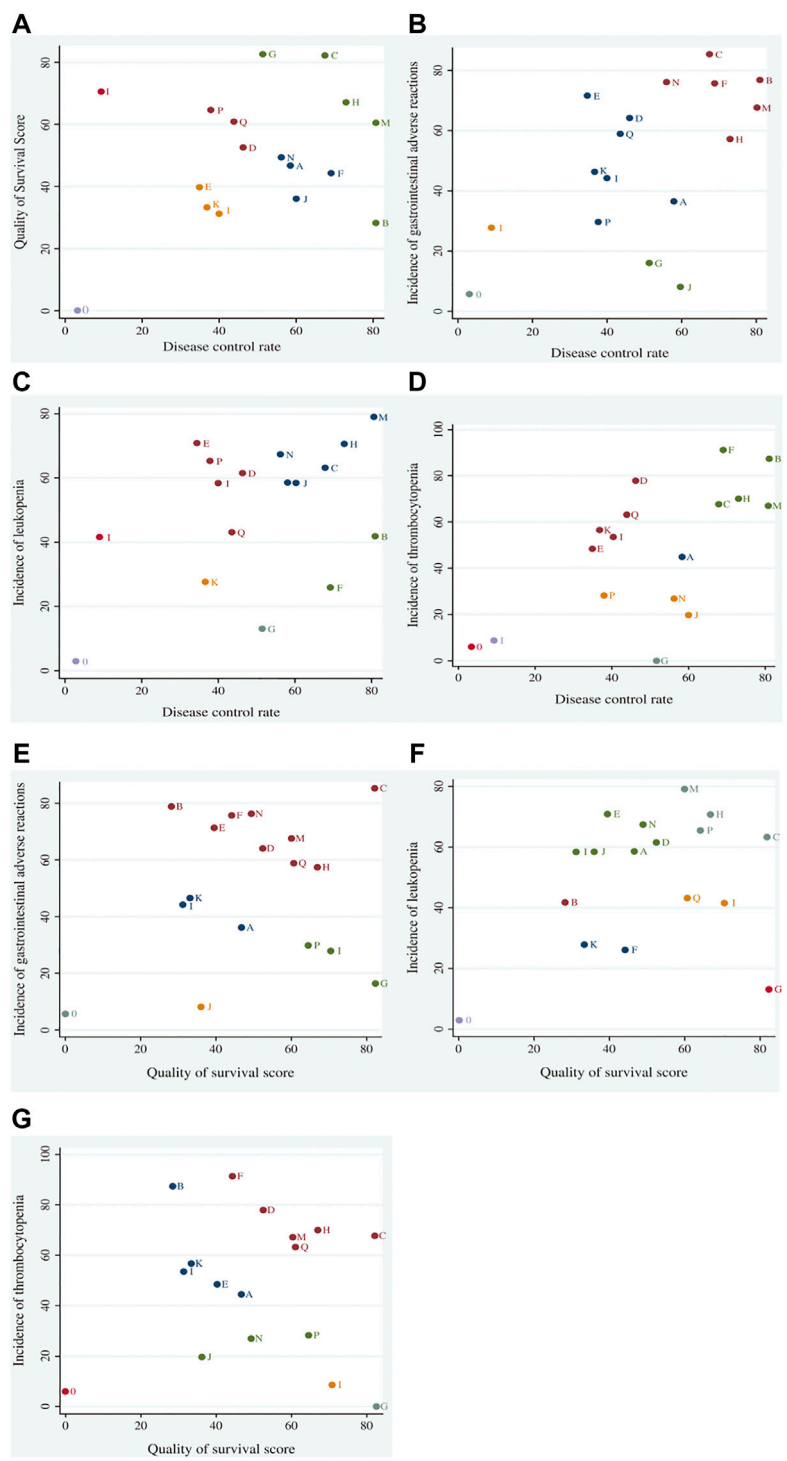 A
Quality of Survival Score
80
60
40
20
0
G
C
I
H
P
Q
M
D
N
A
F
E
J
K
I
B
0
0 20 40 60 80
Disease control rate
B
Incidence of gastrointestinal adverse reactions
80
60
40
20
0
C
N
F
B
E
M
D
Q
H
K
I
A
P
I
G
J
0
0 20 40 60 80
Disease control rate
C
Incidence of leukopenia
80
60
40
20
0
M
E
H
N
P
C
D
I
J
Q
I
B
K
F
G
0
0 20 40 60 80
Disease control rate
D
Incidence of thrombocytopenia
100
80
60
40
20
0
F
B
D
H
C
M
Q
K
I
E
A
P
N
J
I
0
G
0 20 40 60 80
Disease control rate
E
Incidence of gastrointestinal adverse reactions
80
60
40
20
0
C
B
F
N
E
M
D
Q
H
K
I
A
P
I
G
J
0
0 20 40 60 80
Quality of survival score
F
Incidence of leukopenia
80
60
40
20
0
M
E
H
N
P
C
D
I
J
A
B
Q
I
K
F
G
0
0 20 40 60 80
Quality of survival score
G
Incidence of thrombocytopenia
100
80
60
40
20
0
F
B
D
H
M
C
Q
K
I
E
A
P
N
J
I
0
G
0 20 40 60 80
Quality of survival score